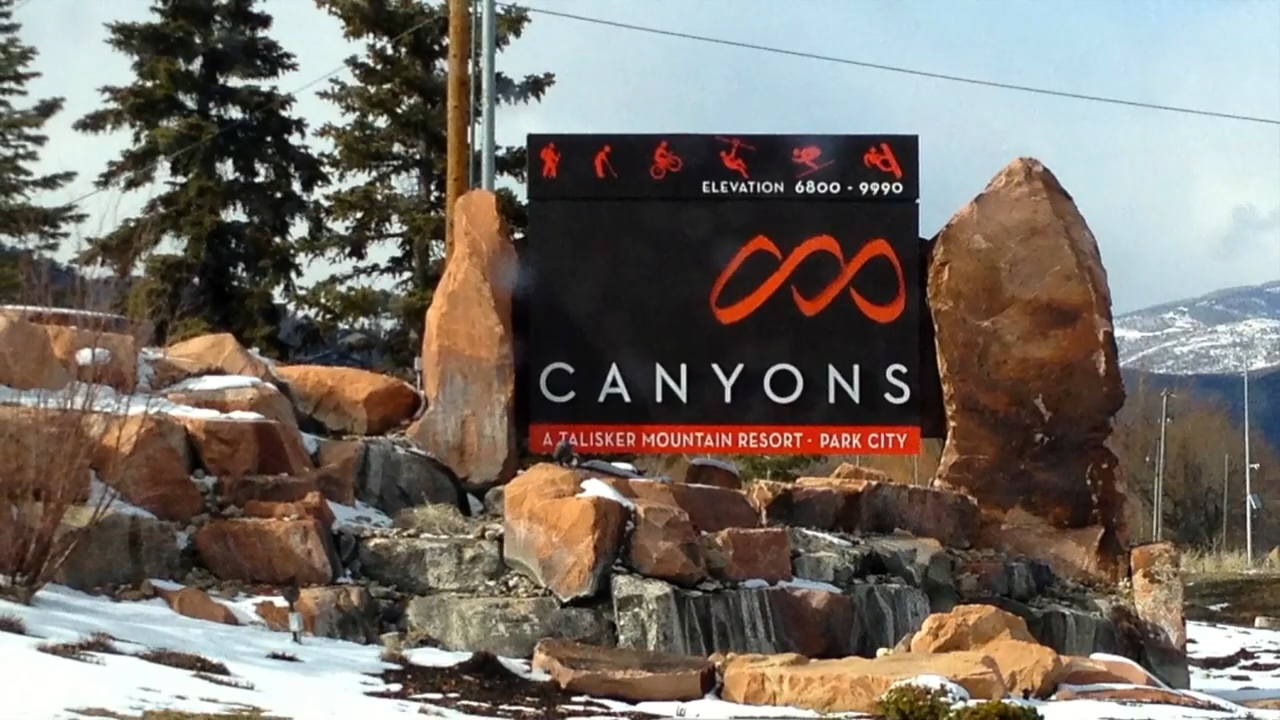 ELEVATION 6800 - 9990
CANYONS
A TALISKER MOUNTAIN RESORT · PARK CITY